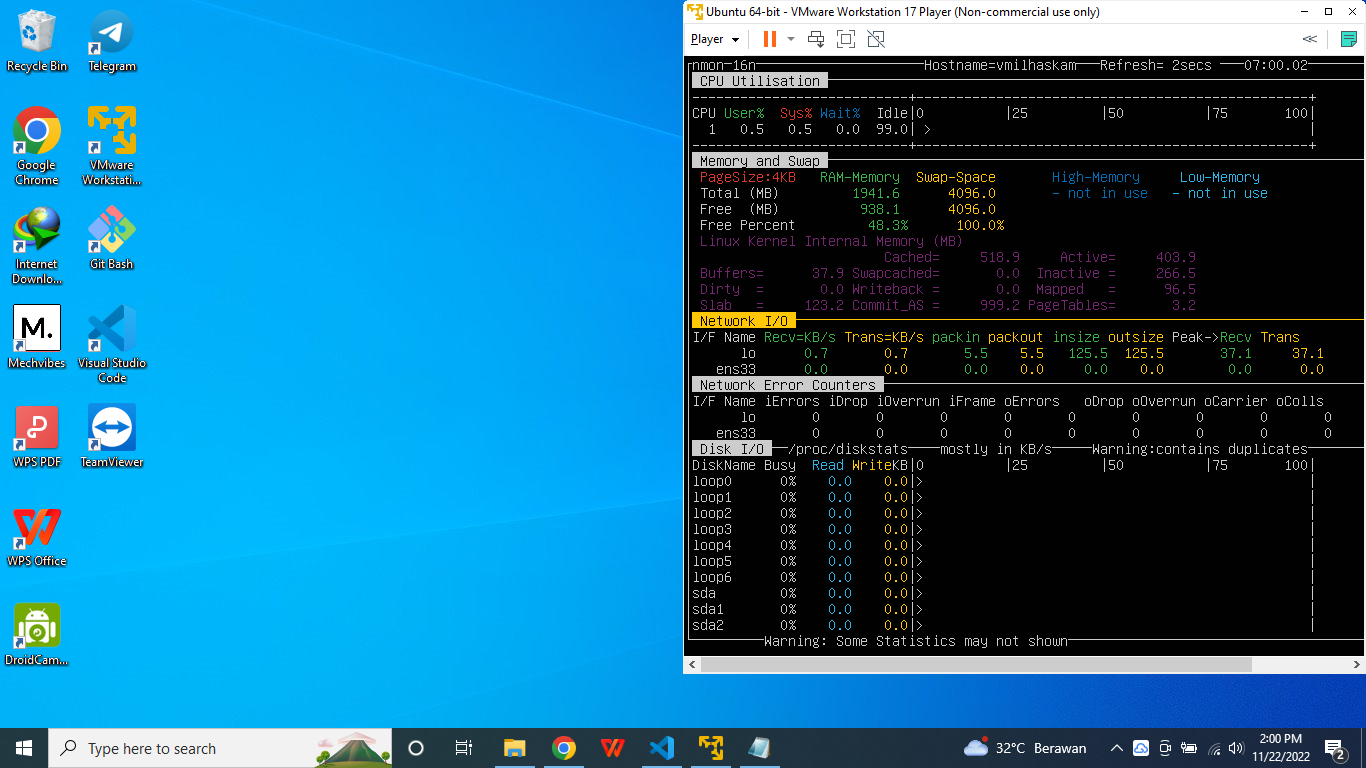 Recycle Bin
Telegram
Google Chrome
VMware Workstati...
Internet Downlo...
Git Bash
M.
Mechvibes
Visual Studio Code
WPS PDF
TeamViewer
WPS Office
DroidCam...
Ubuntu 64-bit - VMware Workstation 17 Player (Non-commercial use only)
Player
nmon-16n Hostname=vmilhaskam Refresh= 2secs 07:00.02
CPU Utilisation
CPU User% Sys% Wait% Idle|0 |25 |50 |75 100|
1 0.5 0.5 0.0 99.0| >
Memory and Swap
PageSize:4KB RAM-Memory Swap-Space High-Memory Low-Memory
Total (MB) 1941.6 4096.0 - not in use - not in use
Free (MB) 938.1 4096.0
Free Percent 48.3% 100.0%
Linux Kernel Internal Memory (MB)
Cached= 518.9 Active= 403.9
Buffers= 37.9 Swapcached= 0.0 Inactive = 266.5
Dirty = 0.0 Writeback = 0.0 Mapped = 96.5
Slab = 123.2 Commit_AS = 999.2 PageTables= 3.2
Network I/O
I/F Name Recv=KB/s Trans=KB/s packin packout insize outsize Peak->Recv Trans
lo 0.7 0.7 5.5 5.5 125.5 125.5 37.1 37.1
ens33 0.0 0.0 0.0 0.0 0.0 0.0 0.0 0.0
Network Error Counters
I/F Name iErrors iDrop iOverrun iFrame oErrors oDrop oOverrun oCarrier oColls
lo 0 0 0 0 0 0 0 0 0
ens33 0 0 0 0 0 0 0 0 0
Disk I/O /proc/diskstats mostly in KB/s Warning:contains duplicates
DiskName Busy Read WriteKB|0 |25 |50 |75 100|
loop0 0% 0.0 0.0|>
loop1 0% 0.0 0.0|>
loop2 0% 0.0 0.0|>
loop3 0% 0.0 0.0|>
loop4 0% 0.0 0.0|>
loop5 0% 0.0 0.0|>
loop6 0% 0.0 0.0|>
sda 0% 0.0 0.0|>
sda1 0% 0.0 0.0|>
sda2 0% 0.0 0.0|>
Warning: Some Statistics may not shown
Type here to search
32°C Berawan
2:00 PM
11/22/2022
2